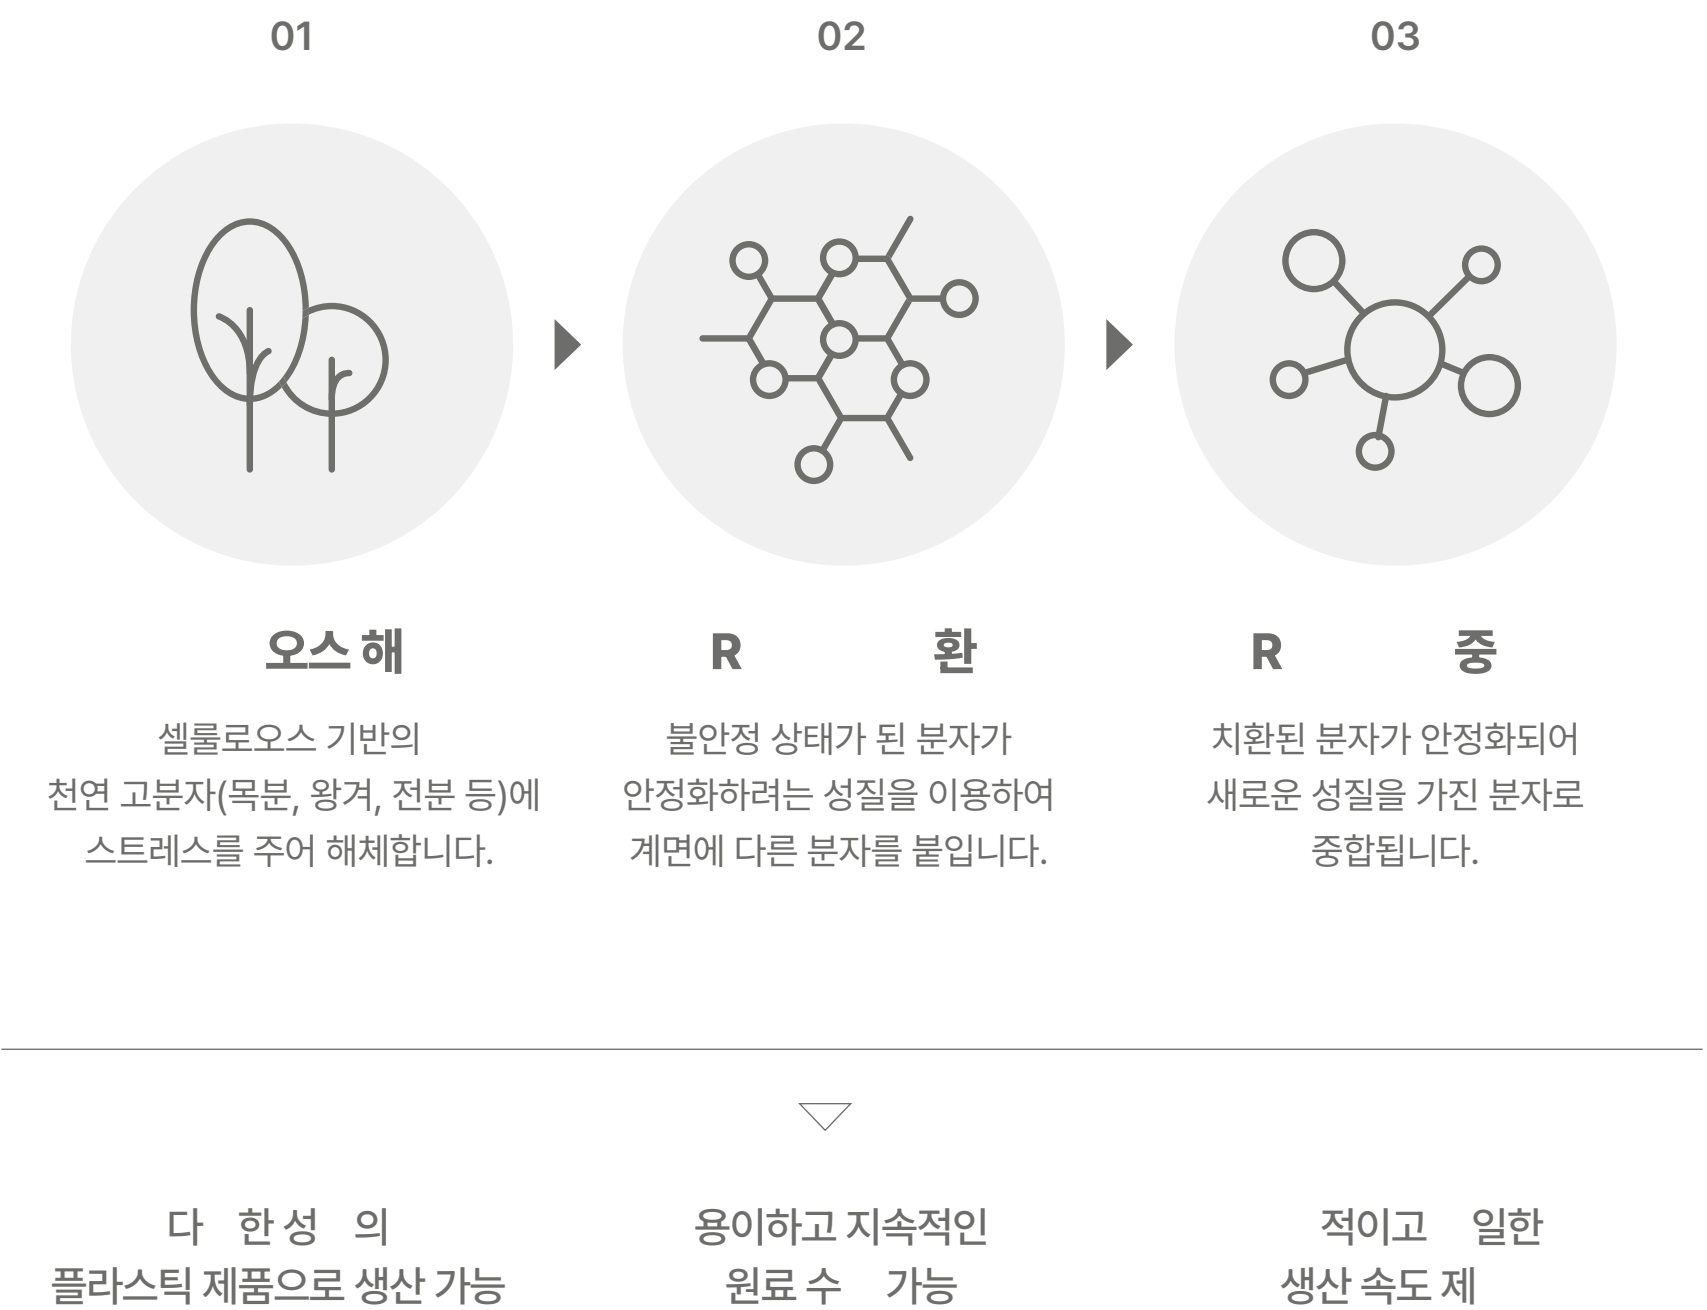 01
02
03
오스 해
R 환
R 중
셀룰로오스 기반의
천연 고분자(목분, 왕겨, 전분 등)에
스트레스를 주어 해체합니다.
불안정 상태가 된 분자가
안정화하려는 성질을 이용하여
계면에 다른 분자를 붙입니다.
치환된 분자가 안정화되어
새로운 성질을 가진 분자로
중합됩니다.
다 한 성 의
플라스틱 제품으로 생산 가능
용이하고 지속적인
원료 수 가능
적이고 일한
생산 속도 제